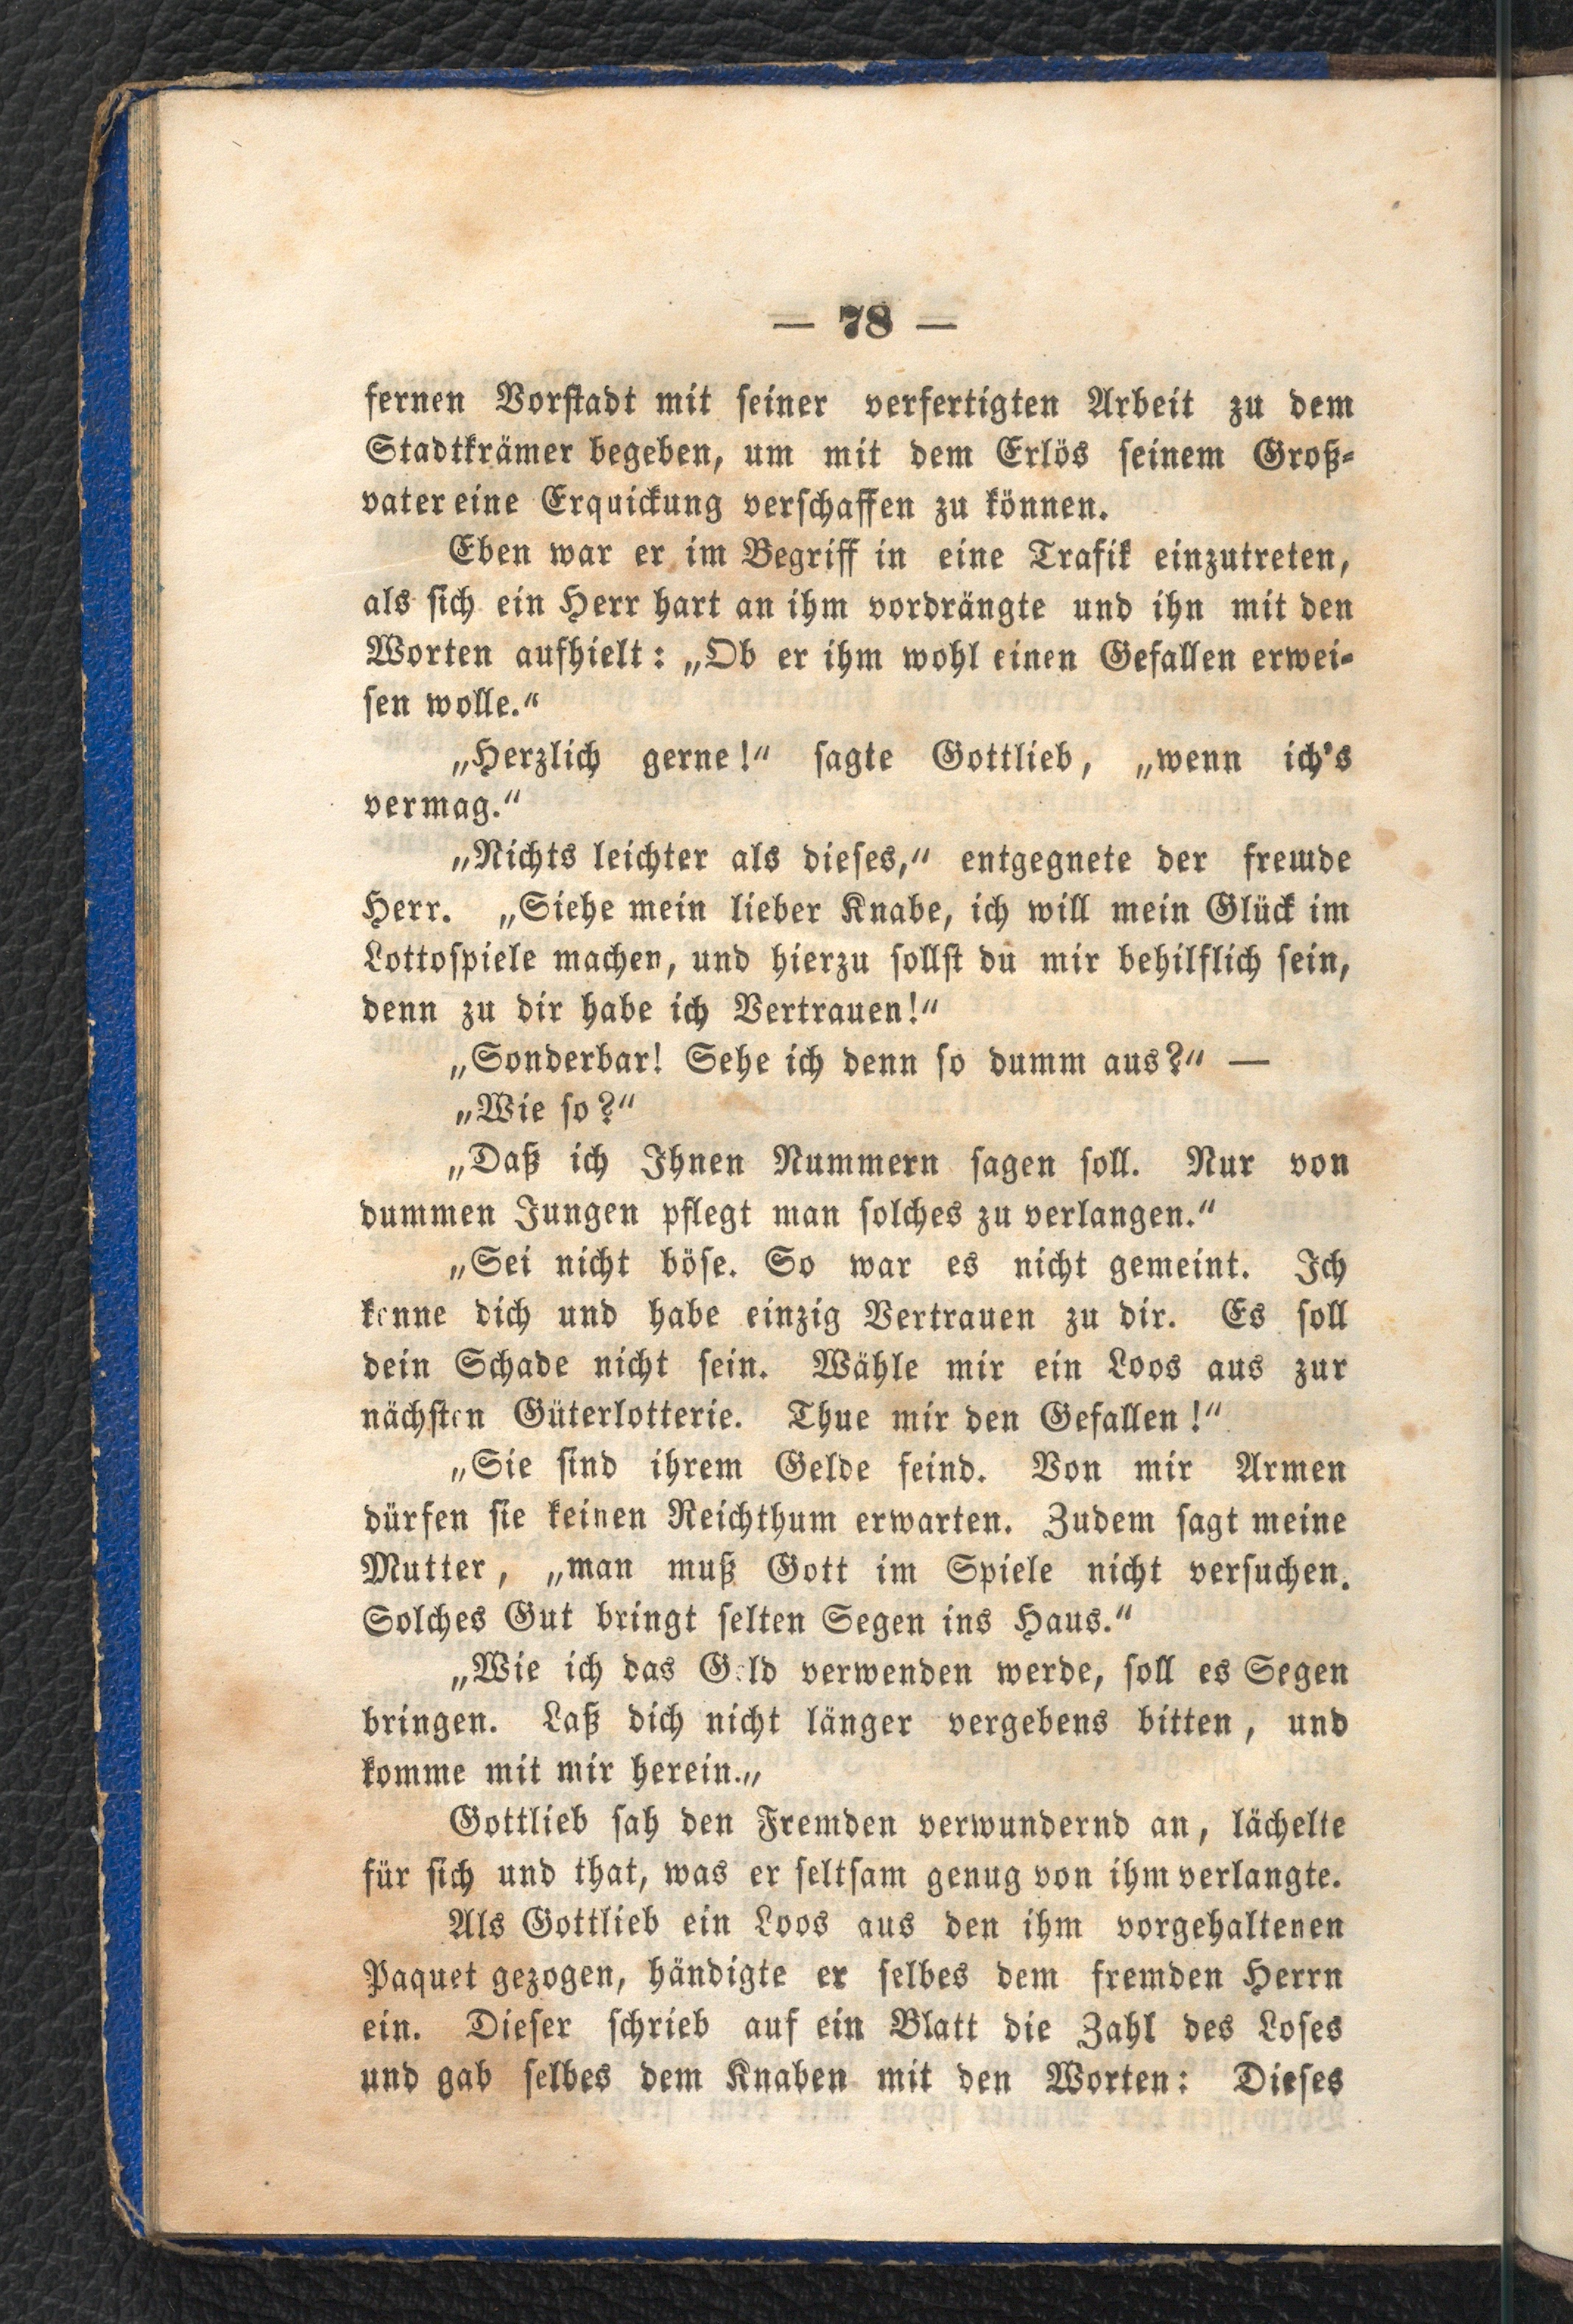 — 78 —
fernen Vorstadt mit seiner verfertigten Arbeit zu dem
Stadtkrämer begeben, um mit dem Erlös seinem Groß-
vater eine Erquickung verschaffen zu können.
Eben war er im Begriff in eine Trafik einzutreten,
als sich ein Herr hart an ihm vordrängte und ihn mit den
Worten aufhielt: „Ob er ihm wohl einen Gefallen erwei-
sen wolle.“
„Herzlich gerne!“ sagte Gottlieb, „wenn ich's
vermag.“
„Nichts leichter als dieses,“ entgegnete der fremde
Herr. „Siehe mein lieber Knabe, ich will mein Glück im
Lottospiele machen, und hierzu sollst du mir behilflich sein,
denn zu dir habe ich Vertrauen!“
„Sonderbar! Sehe ich denn so dumm aus?“ —
„Wie so?“
„Daß ich Ihnen Nummern sagen soll. Nur von
dummen Jungen pflegt man solches zu verlangen.“
„Sei nicht böse. So war es nicht gemeint. Ich
kenne dich und habe einzig Vertrauen zu dir. Es soll
dein Schade nicht sein. Wähle mir ein Loos aus zur
nächsten Güterlotterie. Thue mir den Gefallen!“
„Sie sind ihrem Gelde feind. Von mir Armen
dürfen sie keinen Reichthum erwarten. Zudem sagt meine
Mutter, „man muß Gott im Spiele nicht versuchen.
Solches Gut bringt selten Segen ins Haus.“
„Wie ich das Geld verwenden werde, soll es Segen
bringen. Laß dich nicht länger vergebens bitten, und
komme mit mir herein.„
Gottlieb sah den Fremden verwundernd an, lächelte
für sich und that, was er seltsam genug von ihm verlangte.
Als Gottlieb ein Loos aus den ihm vorgehaltenen
Paquet gezogen, händigte er selbes dem fremden Herrn
ein. Dieser schrieb auf ein Blatt die Zahl des Loses
und gab selbes dem Knaben mit den Worten: Dieses